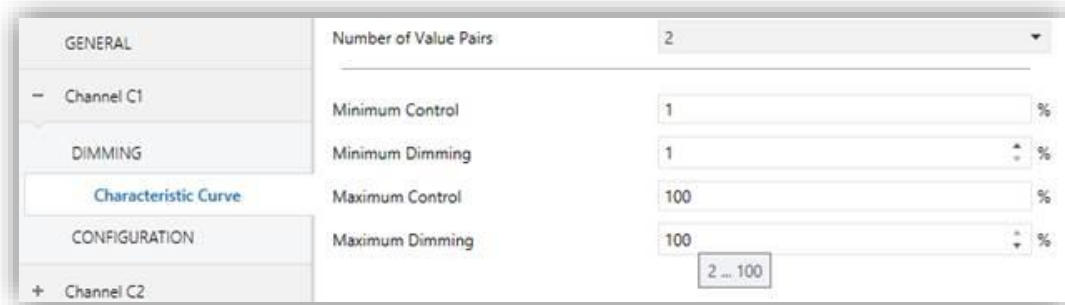 GENERAL
− Channel C1
DIMMING
Characteristic Curve
CONFIGURATION
+ Channel C2
Number of Value Pairs 2
Minimum Control 1 %
Minimum Dimming 1 %
Maximum Control 100 %
Maximum Dimming 100 %
2 ... 100